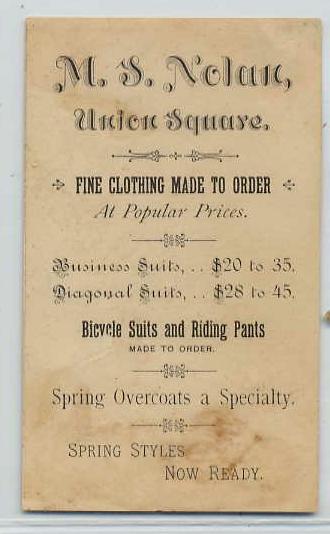 M. S. Nolan,
Union Square.
FINE CLOTHING MADE TO ORDER
At Popular Prices.
Business Suits, .. $20 to 35.
Diagonal Suits, .. $28 to 45.
Bicycle Suits and Riding Pants
MADE TO ORDER.
Spring Overcoats a Specialty.
SPRING STYLES
NOW READY.